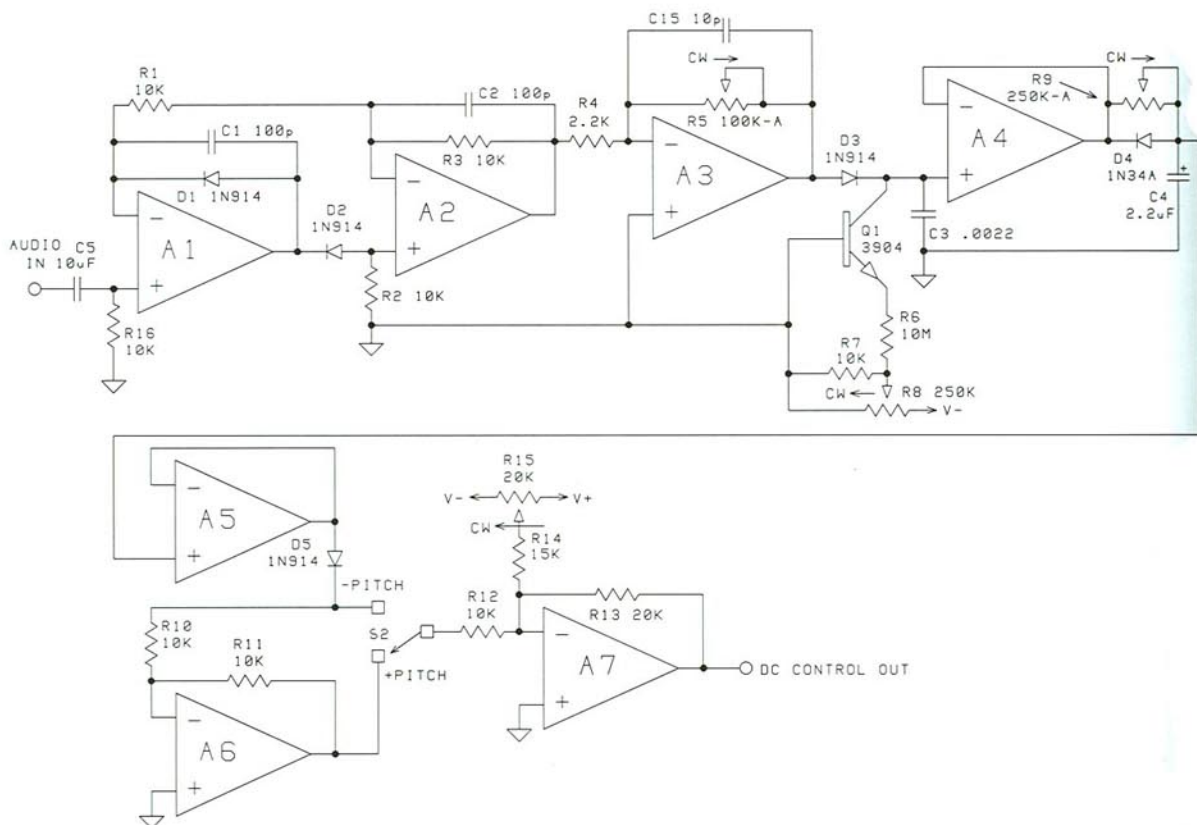 C15 10p
CW →
R1
10K
C2 100p
R4
2.2K
R5 100K-A
C1 100p
R3 10K
D1 1N914
D2
1N914
A1
−
+
A2
−
+
A3
−
+
D3
1N914
A4
−
+
CW →
R9
250K-A
D4
1N34A
+
C4
2.2uF
AUDIO
IN
C5
10uF
R16
10K
R2 10K
Q1
3904
C3 .0022
R6
10M
R7
10K
CW ←
R8 250K
V-
A5
−
+
D5
1N914
-PITCH
R15
20K
V-
V+
CW
R14
15K
R10
10K
R11
10K
S2
+PITCH
R12
10K
R13 20K
A6
−
+
A7
−
+
DC CONTROL OUT